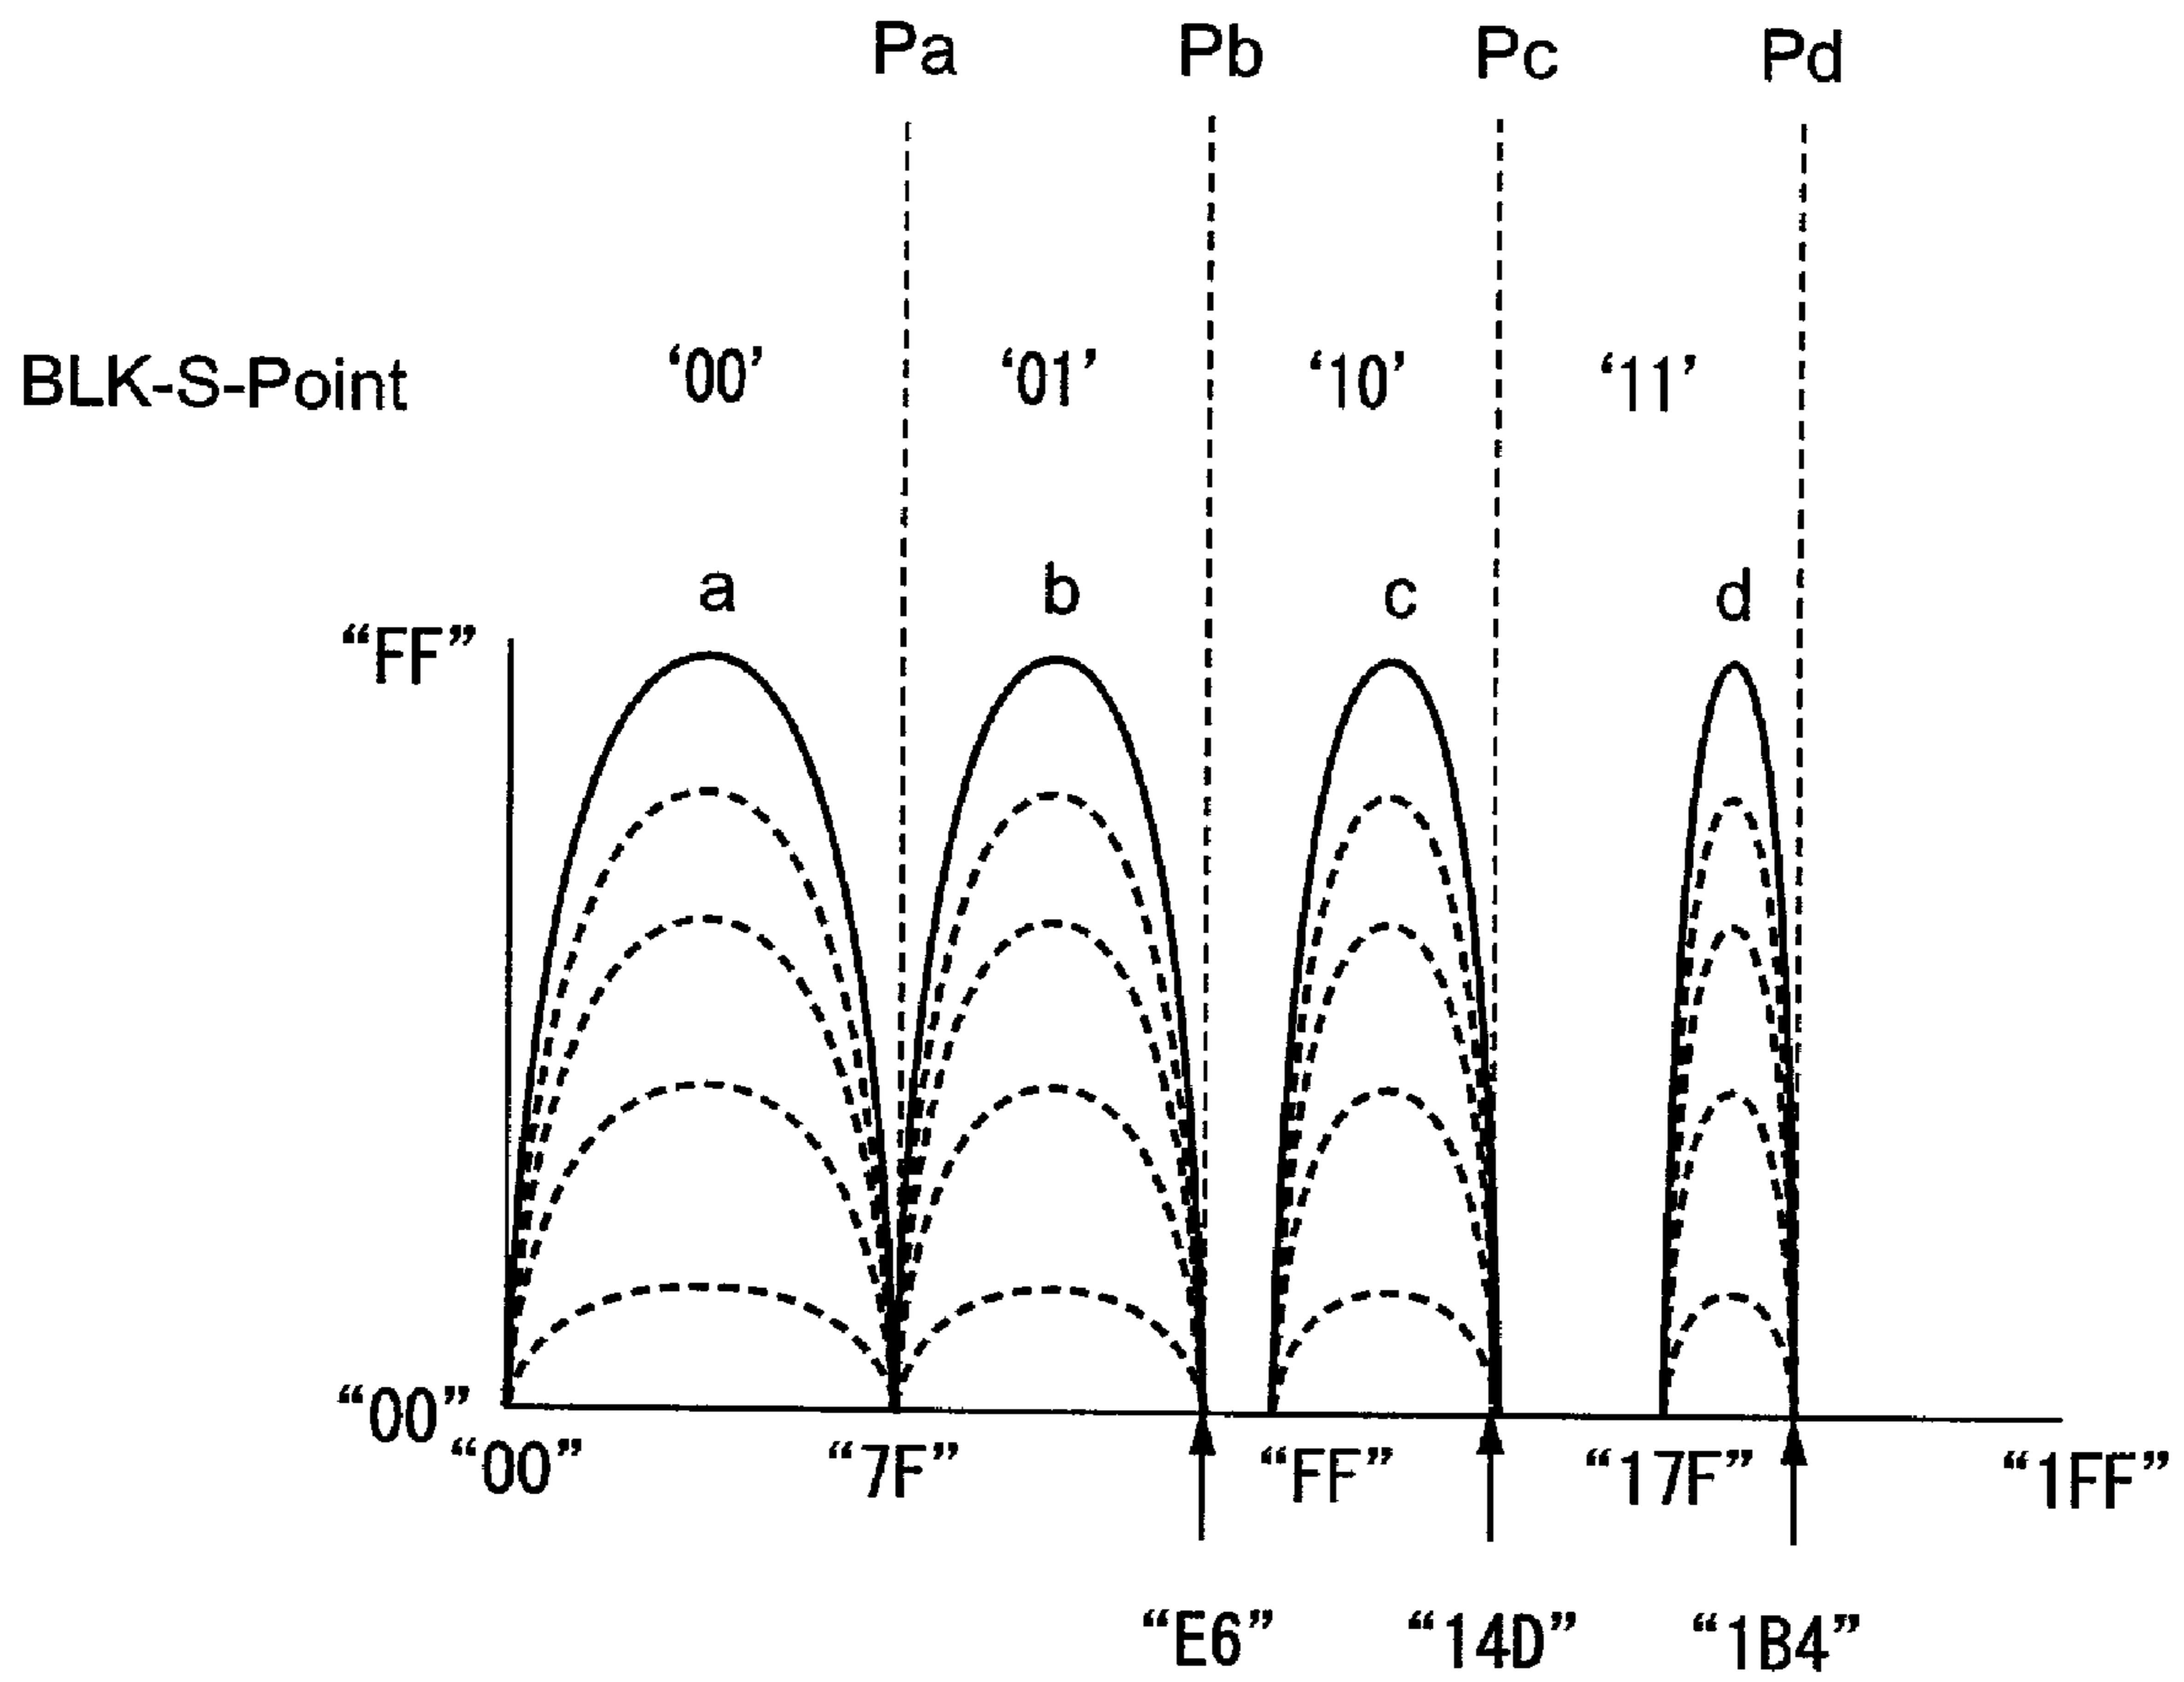 Pa Pb Pc Pd
BLK-S-Point ‘00’ ‘01’ ‘10’ ‘11’
a b c d
“FF”
“00”
“00” “7F” “FF” “17F” “1FF”
“E6” “14D” “1B4”